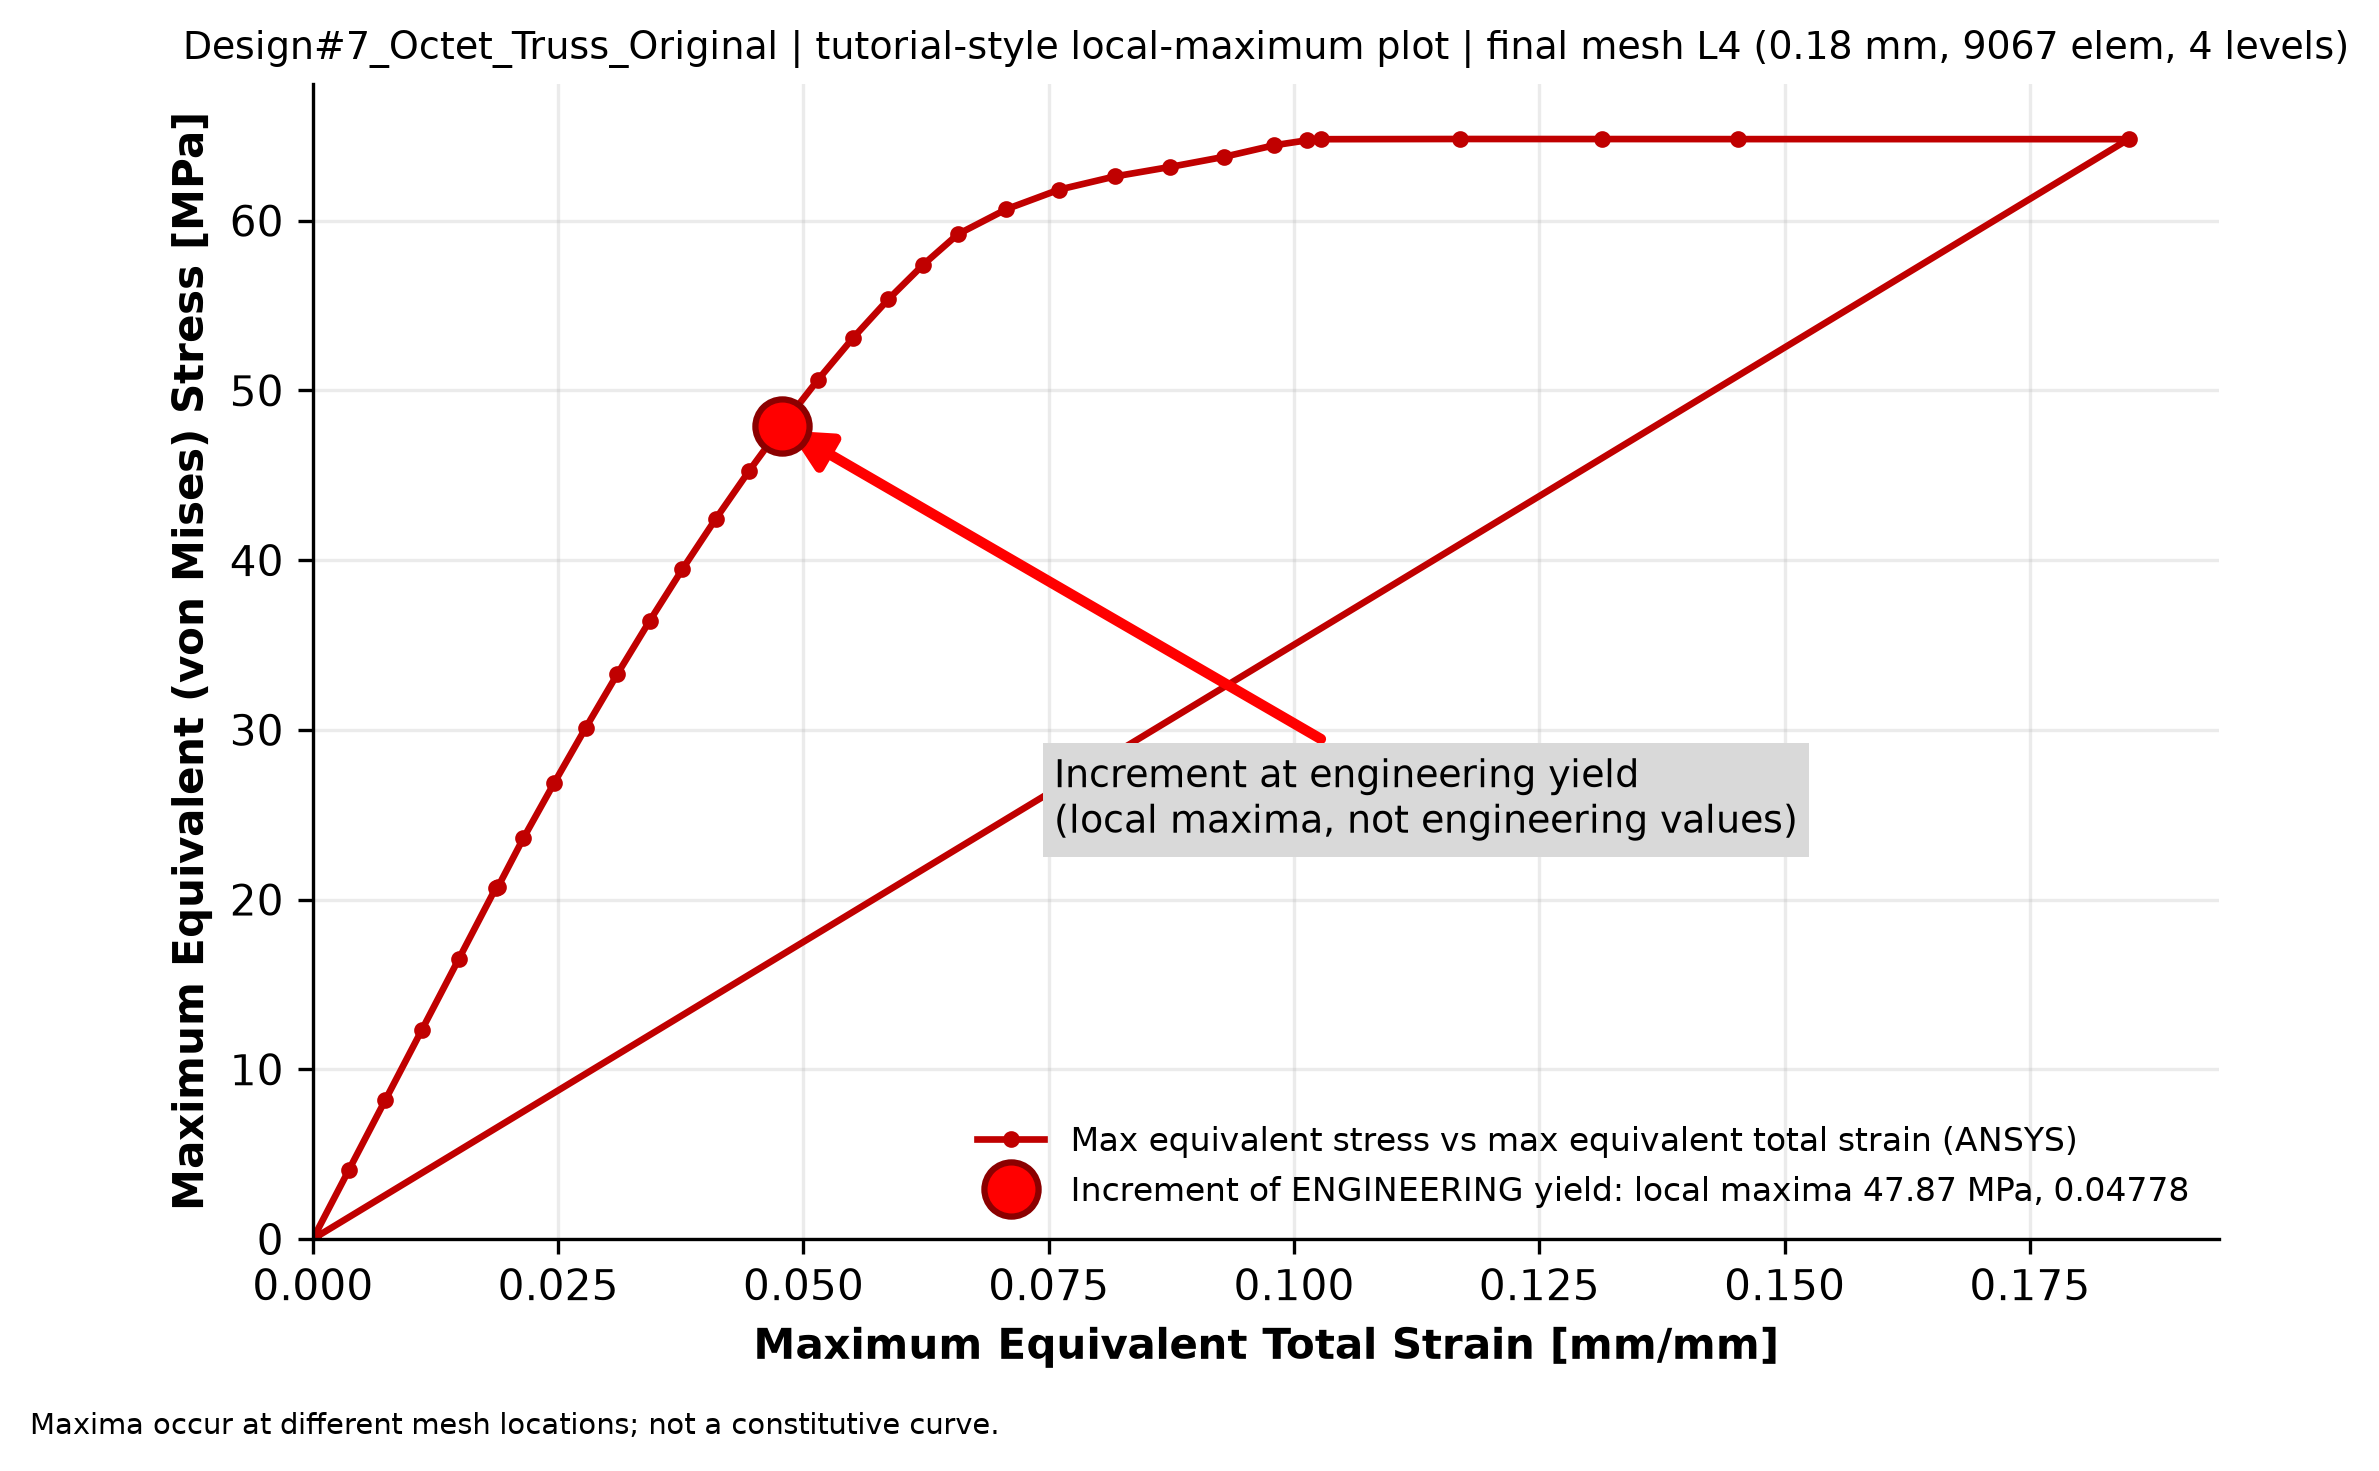 Design#7_Octet_Truss_Original | tutorial-style local-maximum plot | final mesh L4 (0.18 mm, 9067 elem, 4 levels)
Maximum Equivalent (von Mises) Stress [MPa]
60
50
40
30
20
10
0
Increment at engineering yield
(local maxima, not engineering values)
Max equivalent stress vs max equivalent total strain (ANSYS)
Increment of ENGINEERING yield: local maxima 47.87 MPa, 0.04778
0.000 0.025 0.050 0.075 0.100 0.125 0.150 0.175
Maximum Equivalent Total Strain [mm/mm]
Maxima occur at different mesh locations; not a constitutive curve.